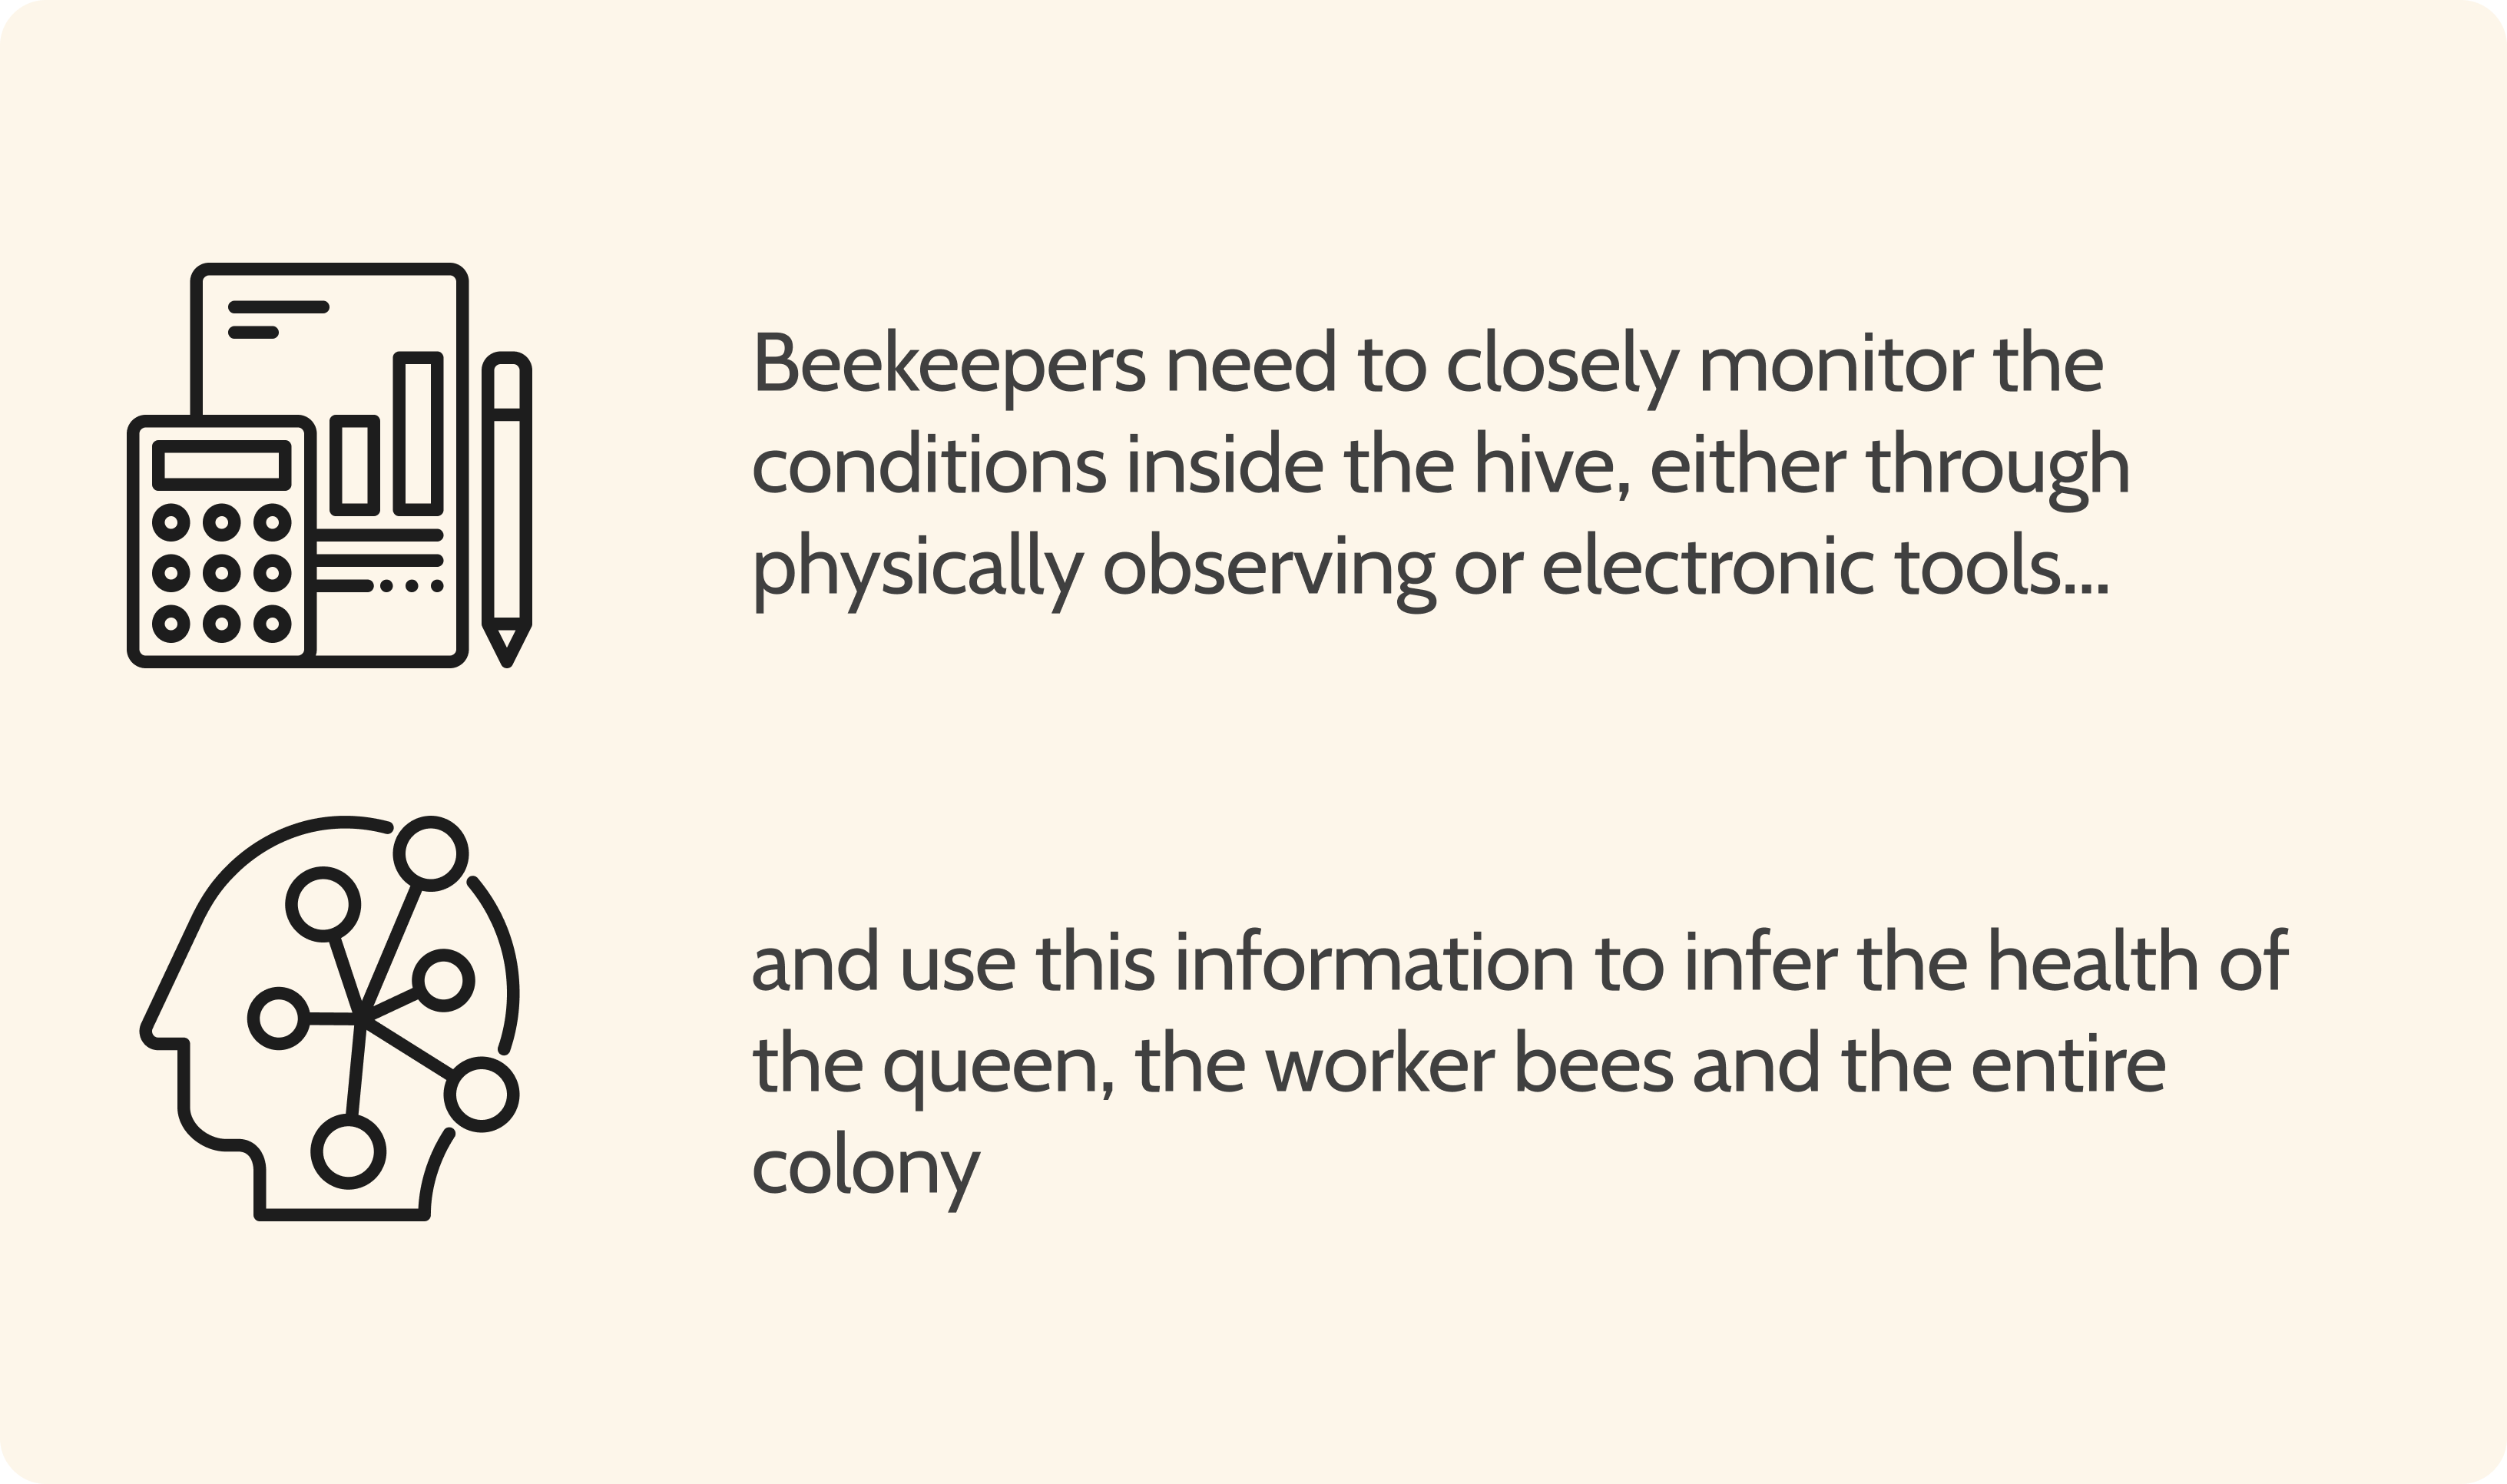 Beekeepers need to closely monitor the
conditions inside the hive, either through
physically observing or electronic tools...
and use this information to infer the health of
the queen, the worker bees and the entire
colony